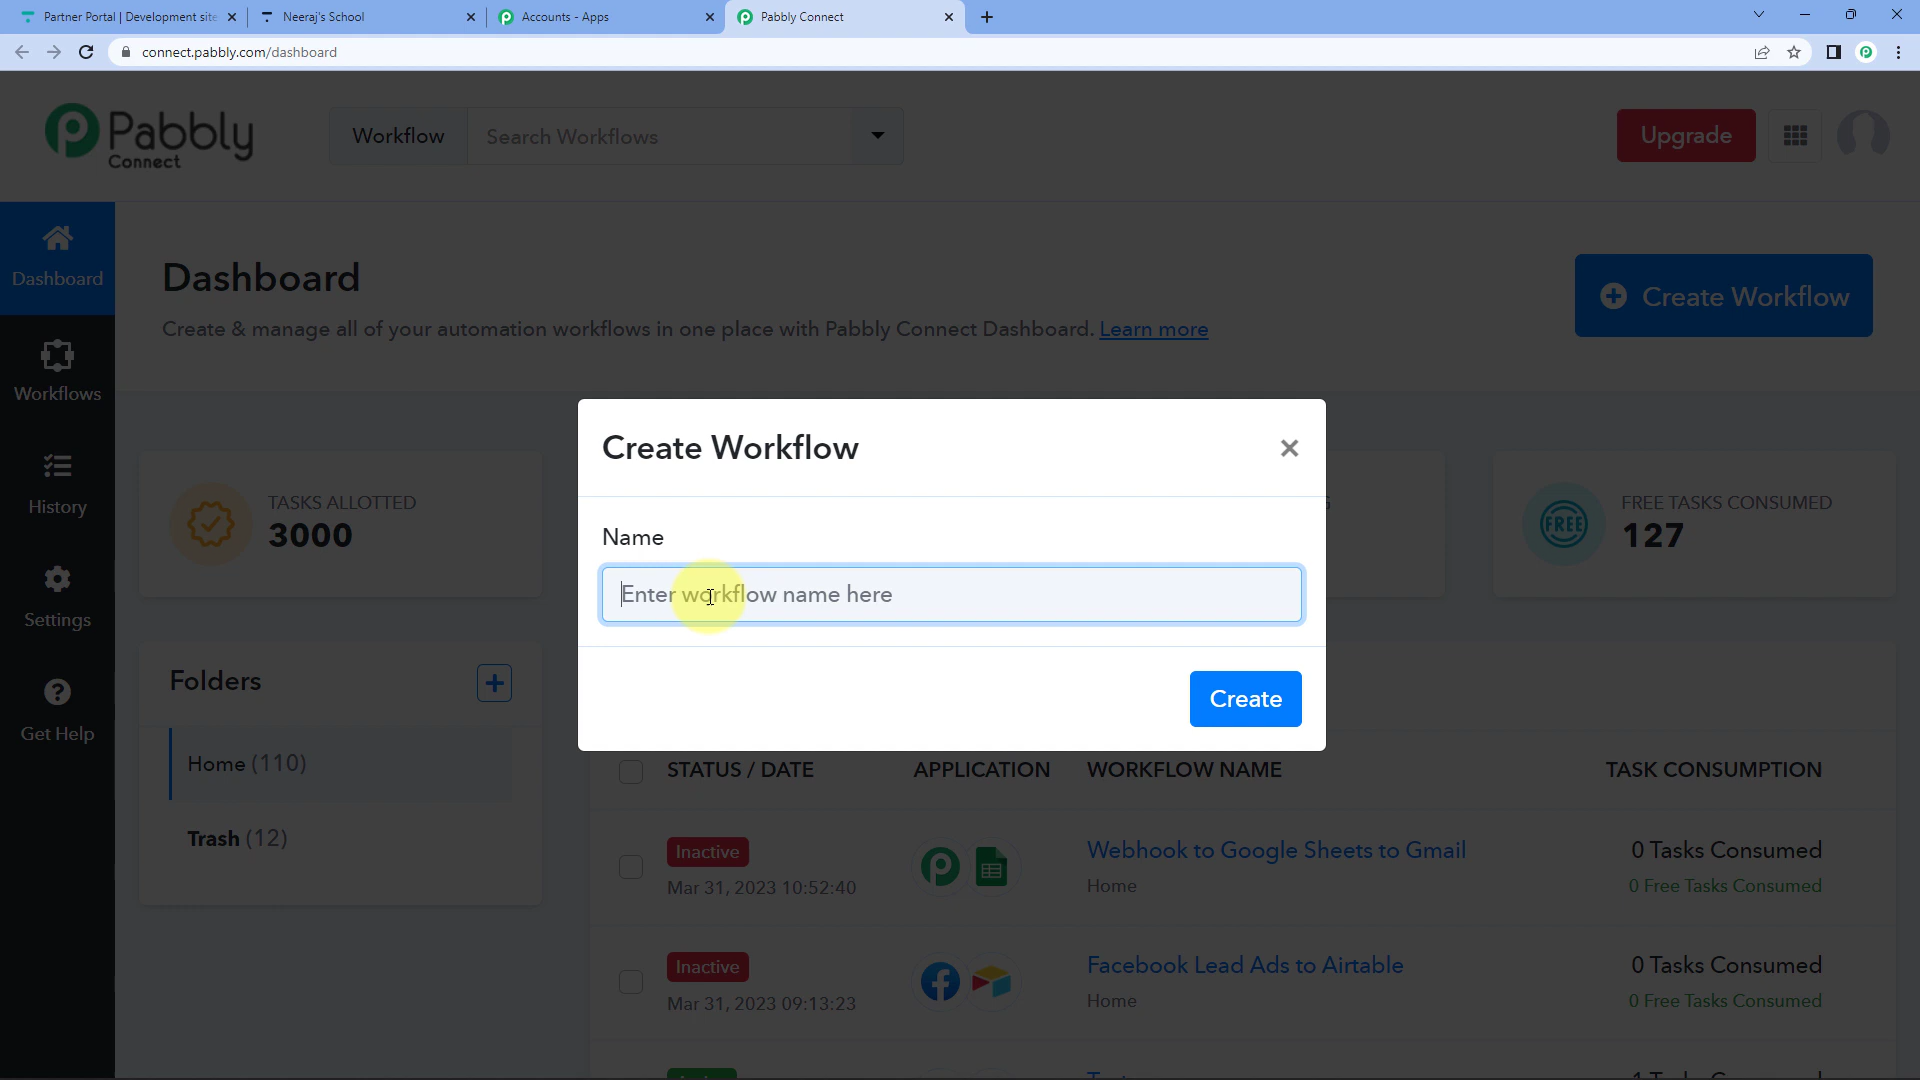 Partner Portal | Development site
Neeraj's School
Accounts - Apps
Pabbly Connect
connect.pabbly.com/dashboard
Pabbly
Connect
Workflow
Search Workflows
Upgrade
Dashboard
Workflows
History
Settings
Get Help
Dashboard
Create & manage all of your automation workflows in one place with Pabbly Connect Dashboard. Learn more
Create Workflow
TASKS ALLOTTED
3000
FREE
FREE TASKS CONSUMED
127
Create Workflow
Name
Enter workflow name here
Create
Folders
Home (110)
Trash (12)
STATUS / DATE APPLICATION WORKFLOW NAME TASK CONSUMPTION
Inactive
Mar 31, 2023 10:52:40
Webhook to Google Sheets to Gmail
Home
0 Tasks Consumed
0 Free Tasks Consumed
Inactive
Mar 31, 2023 09:13:23
Facebook Lead Ads to Airtable
Home
0 Tasks Consumed
0 Free Tasks Consumed